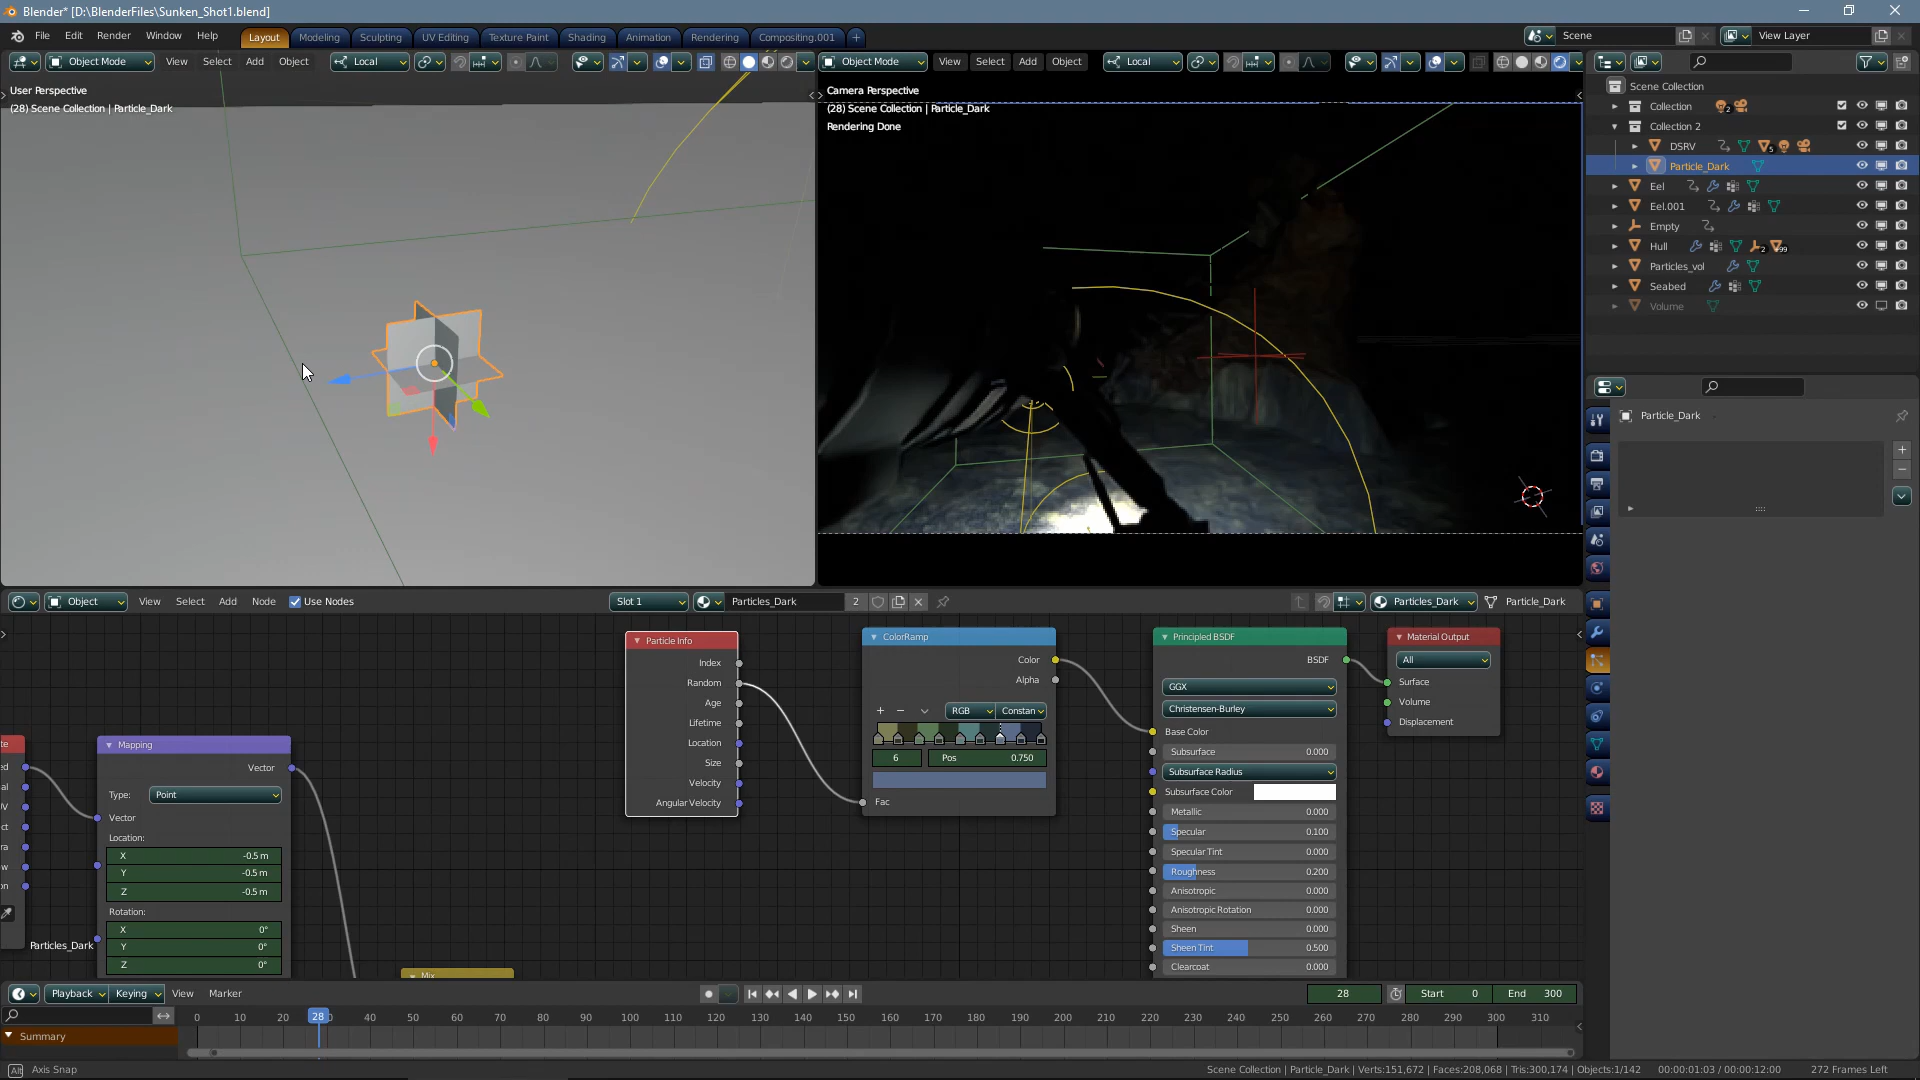 Blender* [D:\BlenderFiles\Sunken_Shot1.blend]
File Edit Render Window Help
Layout Modeling Sculpting UV Editing Texture Paint Shading Animation Rendering Compositing.001 +
Scene View Layer
Object Mode View Select Add Object Local
User Perspective
(28) Scene Collection | Particle_Dark
Object Mode View Select Add Object Local
Camera Perspective
(28) Scene Collection | Particle_Dark
Rendering Done
Scene Collection
Collection 2
Collection 2
DSRV 5
Particle_Dark
Eel
Eel.001
Empty
Hull 2 99
Particles_vol
Seabed
Volume
Particle_Dark
Object View Select Add Node Use Nodes Slot 1 Particles_Dark 2 Particles_Dark Particle_Dark
Mapping
Vector
Type: Point
Vector
Location:
X -0.5 m
Y -0.5 m
Z -0.5 m
Rotation:
X 0°
Y 0°
Z 0°
Particles_Dark
Mix
Particle Info
Index
Random
Age
Lifetime
Location
Size
Velocity
Angular Velocity
ColorRamp
Color
Alpha
+ − RGB Constan
6 Pos 0.750
Fac
Principled BSDF
BSDF
GGX
Christensen-Burley
Base Color
Subsurface 0.000
Subsurface Radius
Subsurface Color
Metallic 0.000
Specular 0.100
Specular Tint 0.000
Roughness 0.200
Anisotropic 0.000
Anisotropic Rotation 0.000
Sheen 0.000
Sheen Tint 0.500
Clearcoat 0.000
Material Output
All
Surface
Volume
Displacement
Playback Keying View Marker 28 Start 0 End 300
0 10 20 28 40 50 60 70 80 90 100 110 120 130 140 150 160 170 180 190 200 210 220 230 240 250 260 270 280 290 300 310
Summary
Alt Axis Snap
Scene Collection | Particle_Dark | Verts:151,672 | Faces:208,068 | Tris:300,174 | Objects:1/142 00:00:01:03 / 00:00:12:00 272 Frames Left